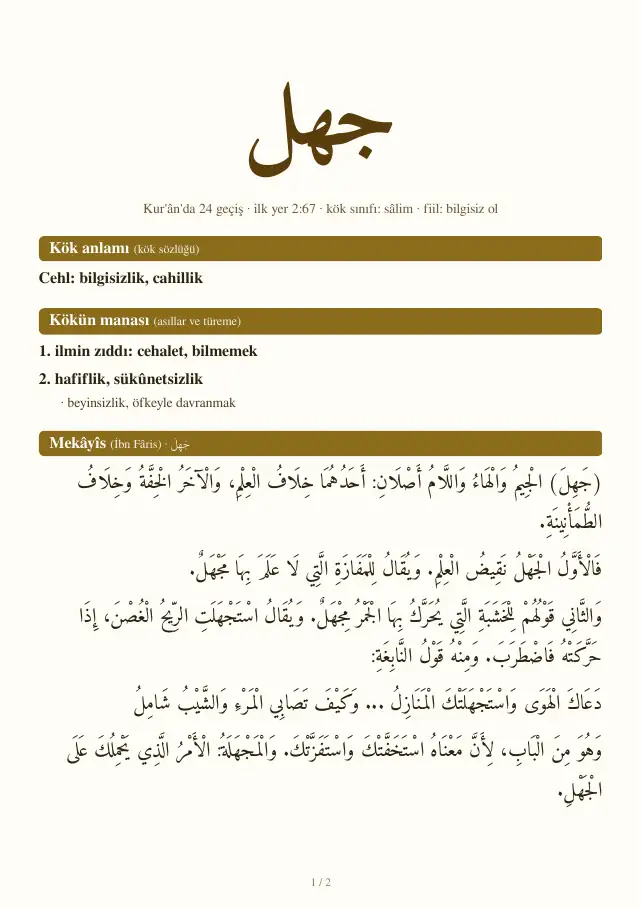 جهل
Kur'ân'da 24 geçiş · ilk yer 2:67 · kök sınıfı: sâlim · fiil: bilgisiz ol
Kök anlamı (kök sözlüğü)
Cehl: bilgisizlik, cahillik
Kökün manası (asıllar ve türeme)
1. ilmin zıddı: cehalet, bilmemek
2. hafiflik, sükûnetsizlik
· beyinsizlik, öfkeyle davranmak
Mekâyîs (İbn Fâris) · جَهِلَ
(جَهِلَ) الْجِيمُ وَالْهَاءُ وَاللَّامُ أَصْلَانِ: أَحَدُهُمَا خِلَافُ الْعِلْمِ، وَالْآخَرُ الْخِفَّةُ وَخِلَافُ
الطُّمَأْنِينَةِ.
فَالْأَوَّلُ الْجَهْلُ نَقِيضُ الْعِلْمِ. وَيُقَالُ لِلْمَفَازَةِ الَّتِي لَا عَلَمَ بِهَا مَجْهَلٌ.
وَالثَّانِي قَوْلُهُمْ لِلْخَشَبَةِ الَّتِي يُحَرَّكُ بِهَا الْجَمْرُ مِجْهَلٌ. وَيُقَالُ اسْتَجْهَلَتِ الرِّيحُ الْغُصْنَ، إِذَا
حَرَّكَتْهُ فَاضْطَرَبَ. وَمِنْهُ قَوْلُ النَّابِغَةِ:
دَعَاكَ الْهَوَى وَاسْتَجْهَلَتْكَ الْمَنَازِلُ ... وَكَيْفَ تَصَابِي الْمَرْءِ وَالشَّيْبُ شَامِلُ
وَهُوَ مِنَ الْبَابِ، لِأَنَّ مَعْنَاهُ اسْتَخَفَّتْكَ وَاسْتَفَزَّتْكَ. وَالْمَجْهَلَةُ: الْأَمْرُ الَّذِي يَحْمِلُكَ عَلَى
الْجَهْلِ.
1 / 2